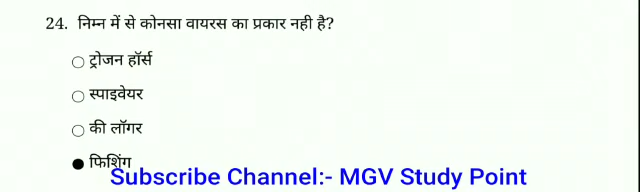 24. निम्न में से कोनसा वायरस का प्रकार नही है?
ट्रोजन हॉर्स
स्पाइवेयर
की लॉगर
फिशिंग
Subscribe Channel:- MGV Study Point